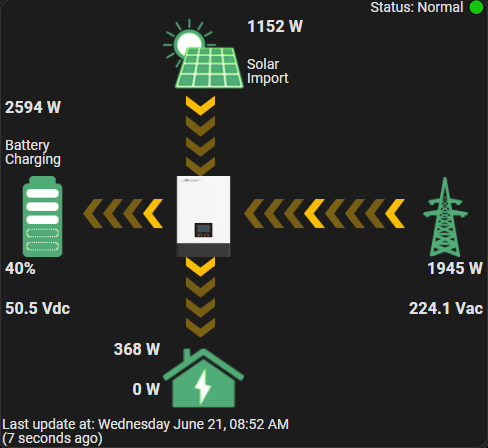 Status: Normal
1152 W
Solar
Import
2594 W
Battery
Charging
40%
1945 W
50.5 Vdc
224.1 Vac
368 W
0 W
Last update at: Wednesday June 21, 08:52 AM
(7 seconds ago)